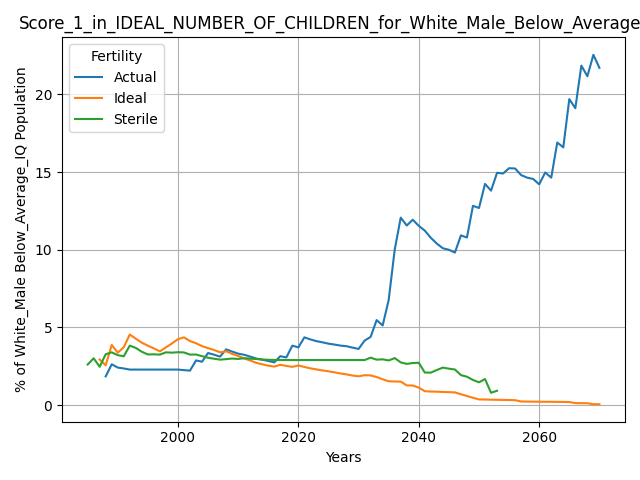 Score_1_in_IDEAL_NUMBER_OF_CHILDREN_for_White_Male_Below_Average
Fertility
Actual
Ideal
Sterile
% of White_Male Below_Average_IQ Population
20
15
10
5
0
2000
2020
2040
2060
Years